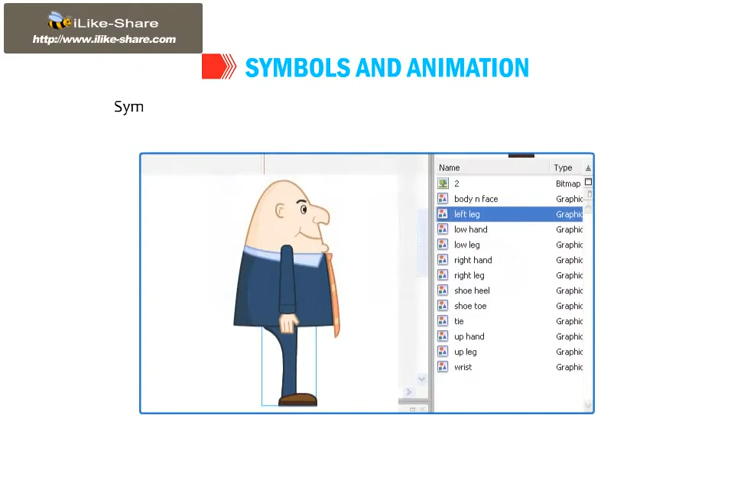 iLike-Share
http://www.ilike-share.com
SYMBOLS AND ANIMATION
Sym
Name Type
2 Bitmap
body n face Graphic
left leg Graphic
low hand Graphic
low leg Graphic
right hand Graphic
right leg Graphic
shoe heel Graphic
shoe toe Graphic
tie Graphic
up hand Graphic
up leg Graphic
wrist Graphic